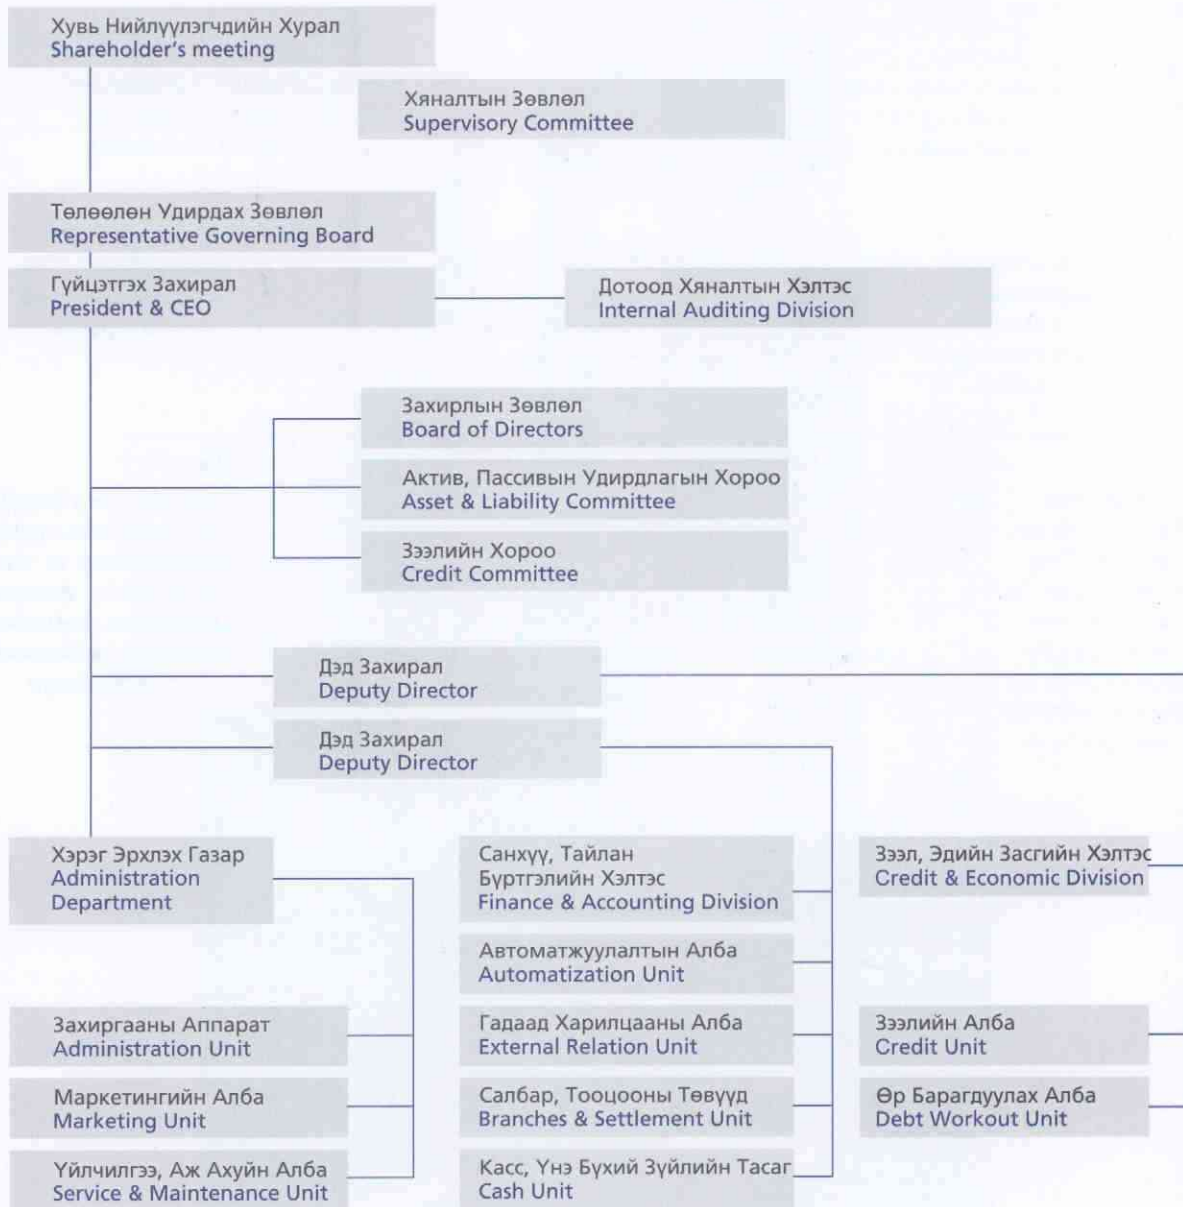 Хувь Нийлүүлэгчдийн Хурал
Shareholder's meeting
Хяналтын Зөвлөл
Supervisory Committee
Төлөөлөн Удирдах Зөвлөл
Representative Governing Board
Гүйцэтгэх Захирал
President & CEO
Дотоод Хяналтын Хэлтэс
Internal Auditing Division
Захирлын Зөвлөл
Board of Directors
Актив, Пассивын Удирдлагын Хороо
Asset & Liability Committee
Зээлийн Хороо
Credit Committee
Дэд Захирал
Deputy Director
Дэд Захирал
Deputy Director
Хэрэг Эрхлэх Газар
Administration
Department
Санхүү, Тайлан
Бүртгэлийн Хэлтэс
Finance & Accounting Division
Зээл, Эдийн Засгийн Хэлтэс
Credit & Economic Division
Автоматжуулалтын Алба
Automatization Unit
Захиргааны Аппарат
Administration Unit
Гадаад Харилцааны Алба
External Relation Unit
Зээлийн Алба
Credit Unit
Маркетингийн Алба
Marketing Unit
Салбар, Тооцооны Төвүүд
Branches & Settlement Unit
Өр Барагдуулах Алба
Debt Workout Unit
Үйлчилгээ, Аж Ахуйн Алба
Service & Maintenance Unit
Касс, Үнэ Бүхий Зүйлийн Тасаг
Cash Unit